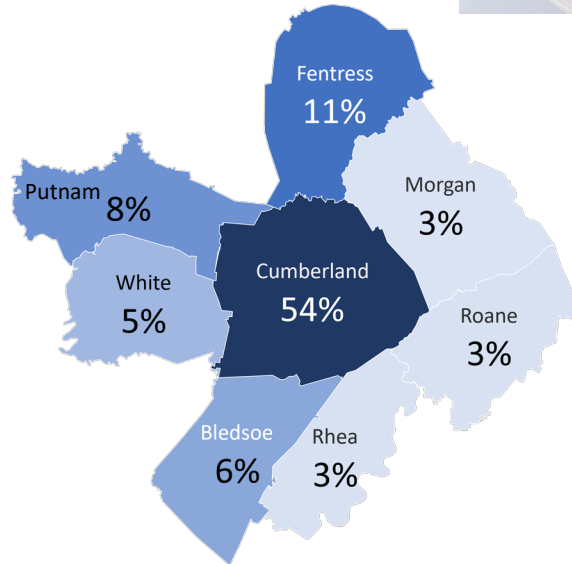 Fentress
11%
Morgan
3%
Putnam
8%
Cumberland
54%
White
5%
Roane
3%
Bledsoe
6%
Rhea
3%